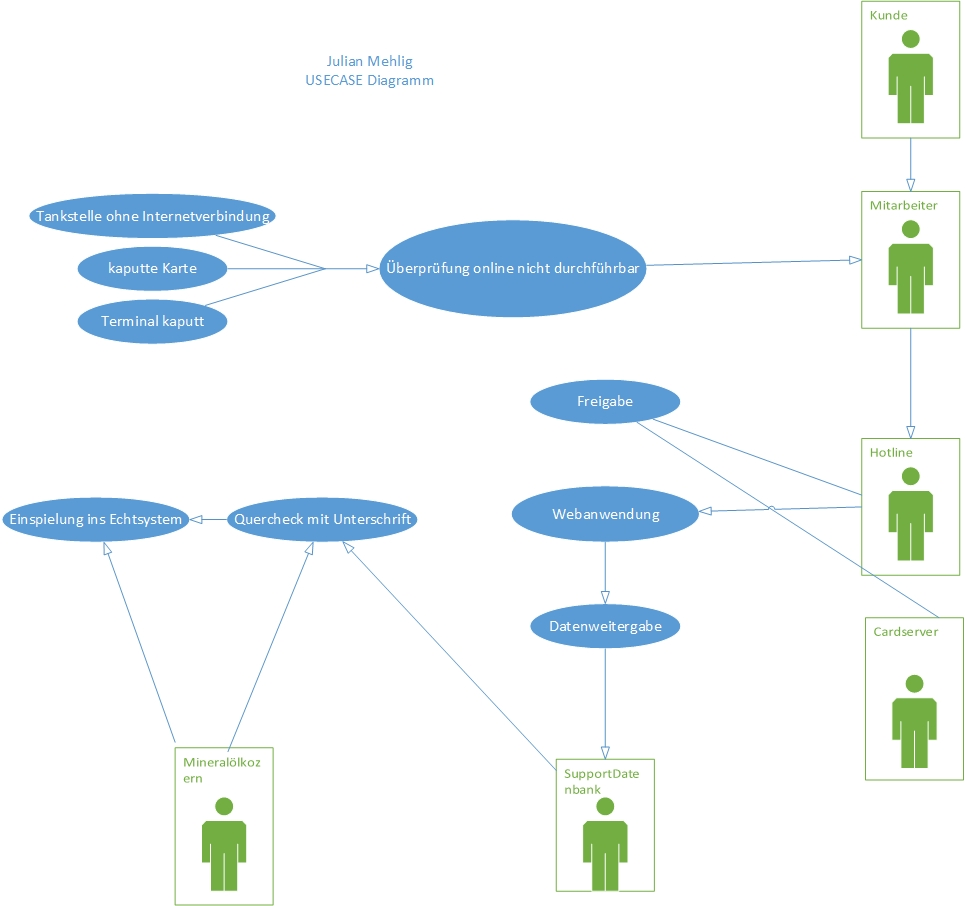 Kunde
Julian Mehlig
USECASE Diagramm
Mitarbeiter
Tankstelle ohne Internetverbindung
kaputte Karte
Überprüfung online nicht durchführbar
Terminal kaputt
Freigabe
Hotline
Einspielung ins Echtsystem
Quercheck mit Unterschrift
Webanwendung
Datenweitergabe
Cardserver
Mineralölkoz
ern
SupportDate
nbank